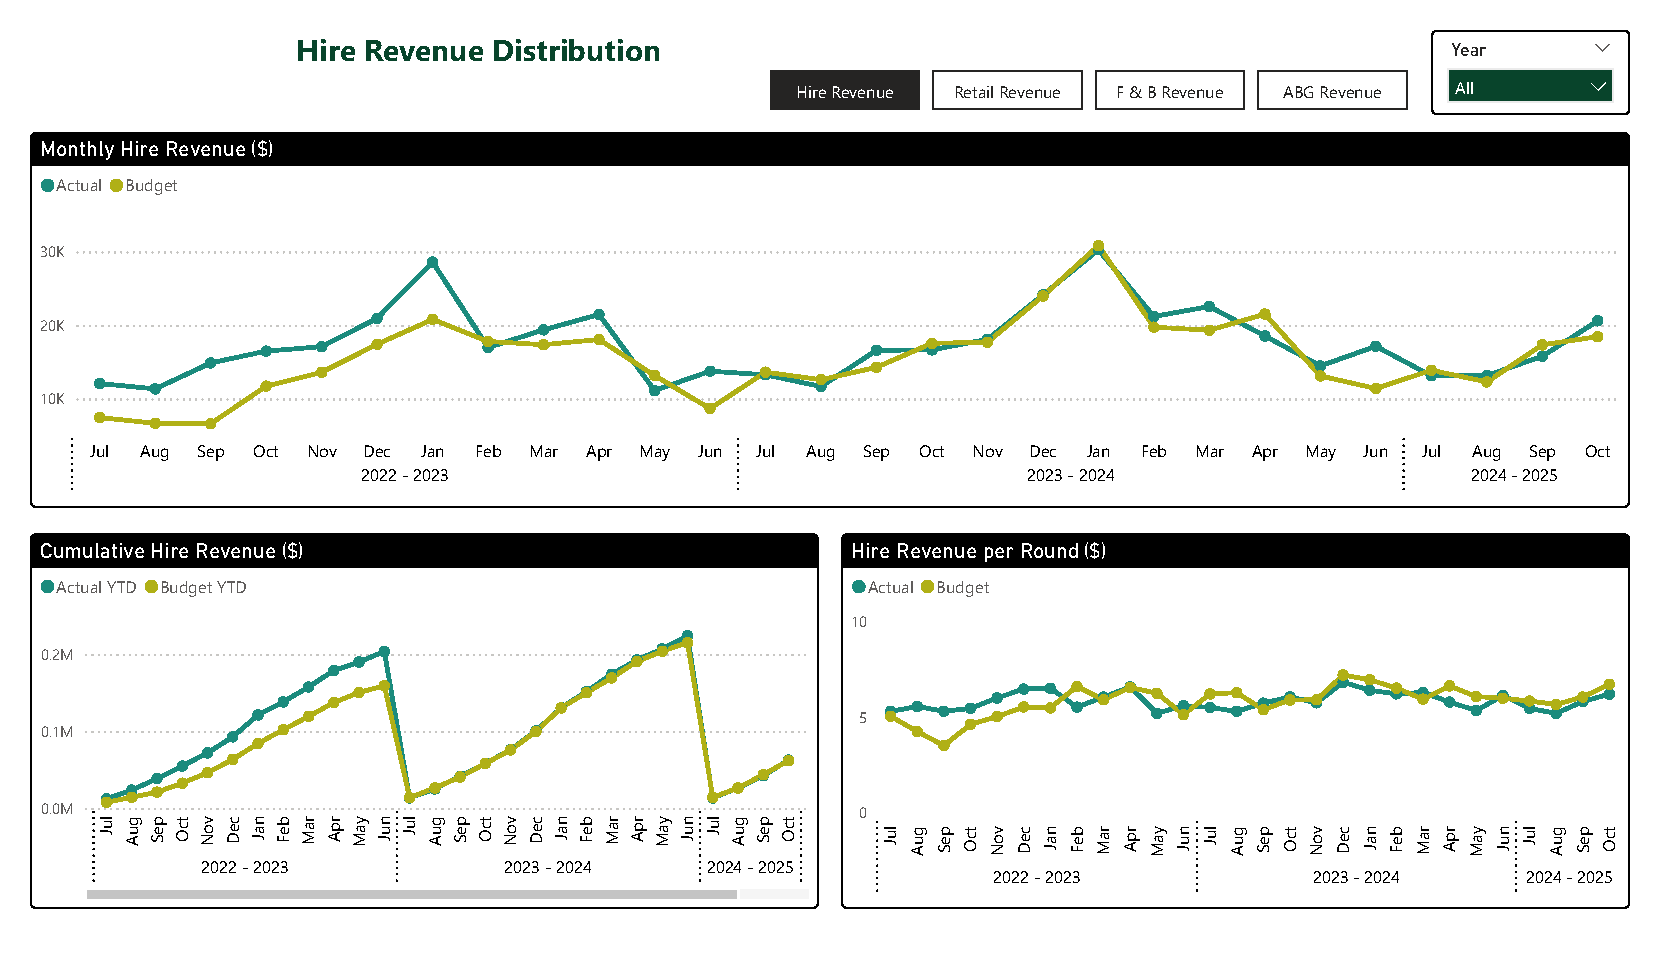 Hire Revenue Distribution
Year
All
Hire Revenue
Retail Revenue
F & B Revenue
ABG Revenue
Monthly Hire Revenue ($)
Actual Budget
30K
20K
10K
Jul Aug Sep Oct Nov Dec Jan Feb Mar Apr May Jun Jul Aug Sep Oct Nov Dec Jan Feb Mar Apr May Jun Jul Aug Sep Oct
2022 - 2023 2023 - 2024 2024 - 2025
Cumulative Hire Revenue ($)
Actual YTD Budget YTD
0.2M
0.1M
0.0M
Jul Aug Sep Oct Nov Dec Jan Feb Mar Apr May Jun Jul Aug Sep Oct Nov Dec Jan Feb Mar Apr May Jun Jul Aug Sep Oct
2022 - 2023 2023 - 2024 2024 - 2025
Hire Revenue per Round ($)
Actual Budget
10
5
0
Jul Aug Sep Oct Nov Dec Jan Feb Mar Apr May Jun Jul Aug Sep Oct Nov Dec Jan Feb Mar Apr May Jun Jul Aug Sep Oct
2022 - 2023 2023 - 2024 2024 - 2025